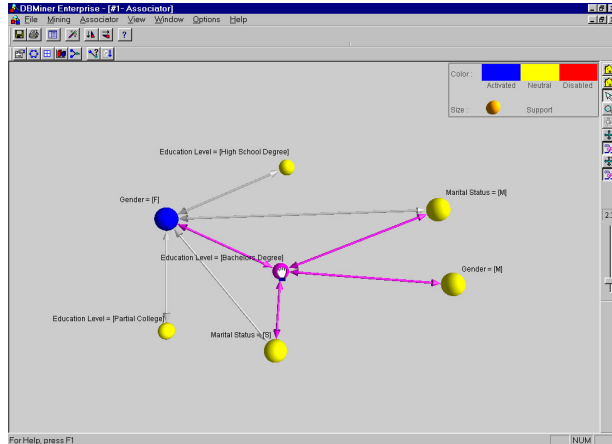 DBMiner Enterprise - [#1- Associator]
File Mining Associator View Window Options Help
?
Color :
Activated Neutral Disabled
Size : Support
Education Level = [High School Degree]
Gender = [F]
Marital Status = [M]
Education Level = [Bachelors Degree]
Gender = [M]
Education Level = [Partial College]
Marital Status = [S]
For Help, press F1
NUM